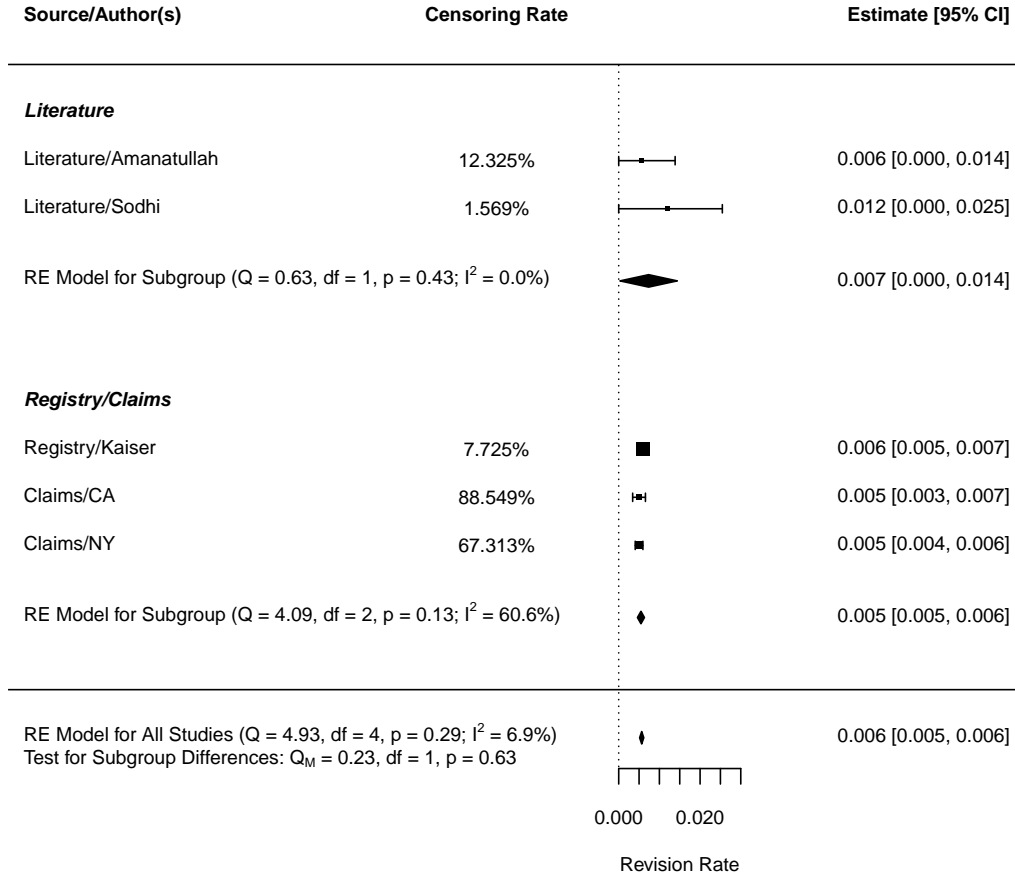 Source/Author(s) Censoring Rate Estimate [95% CI]
Literature
Literature/Amanatullah 12.325% 0.006 [0.000, 0.014]
Literature/Sodhi 1.569% 0.012 [0.000, 0.025]
RE Model for Subgroup (Q = 0.63, df = 1, p = 0.43; I² = 0.0%) 0.007 [0.000, 0.014]
Registry/Claims
Registry/Kaiser 7.725% 0.006 [0.005, 0.007]
Claims/CA 88.549% 0.005 [0.003, 0.007]
Claims/NY 67.313% 0.005 [0.004, 0.006]
RE Model for Subgroup (Q = 4.09, df = 2, p = 0.13; I² = 60.6%) 0.005 [0.005, 0.006]
RE Model for All Studies (Q = 4.93, df = 4, p = 0.29; I² = 6.9%) 0.006 [0.005, 0.006]
Test for Subgroup Differences: Qₘ = 0.23, df = 1, p = 0.63
0.000 0.020
Revision Rate